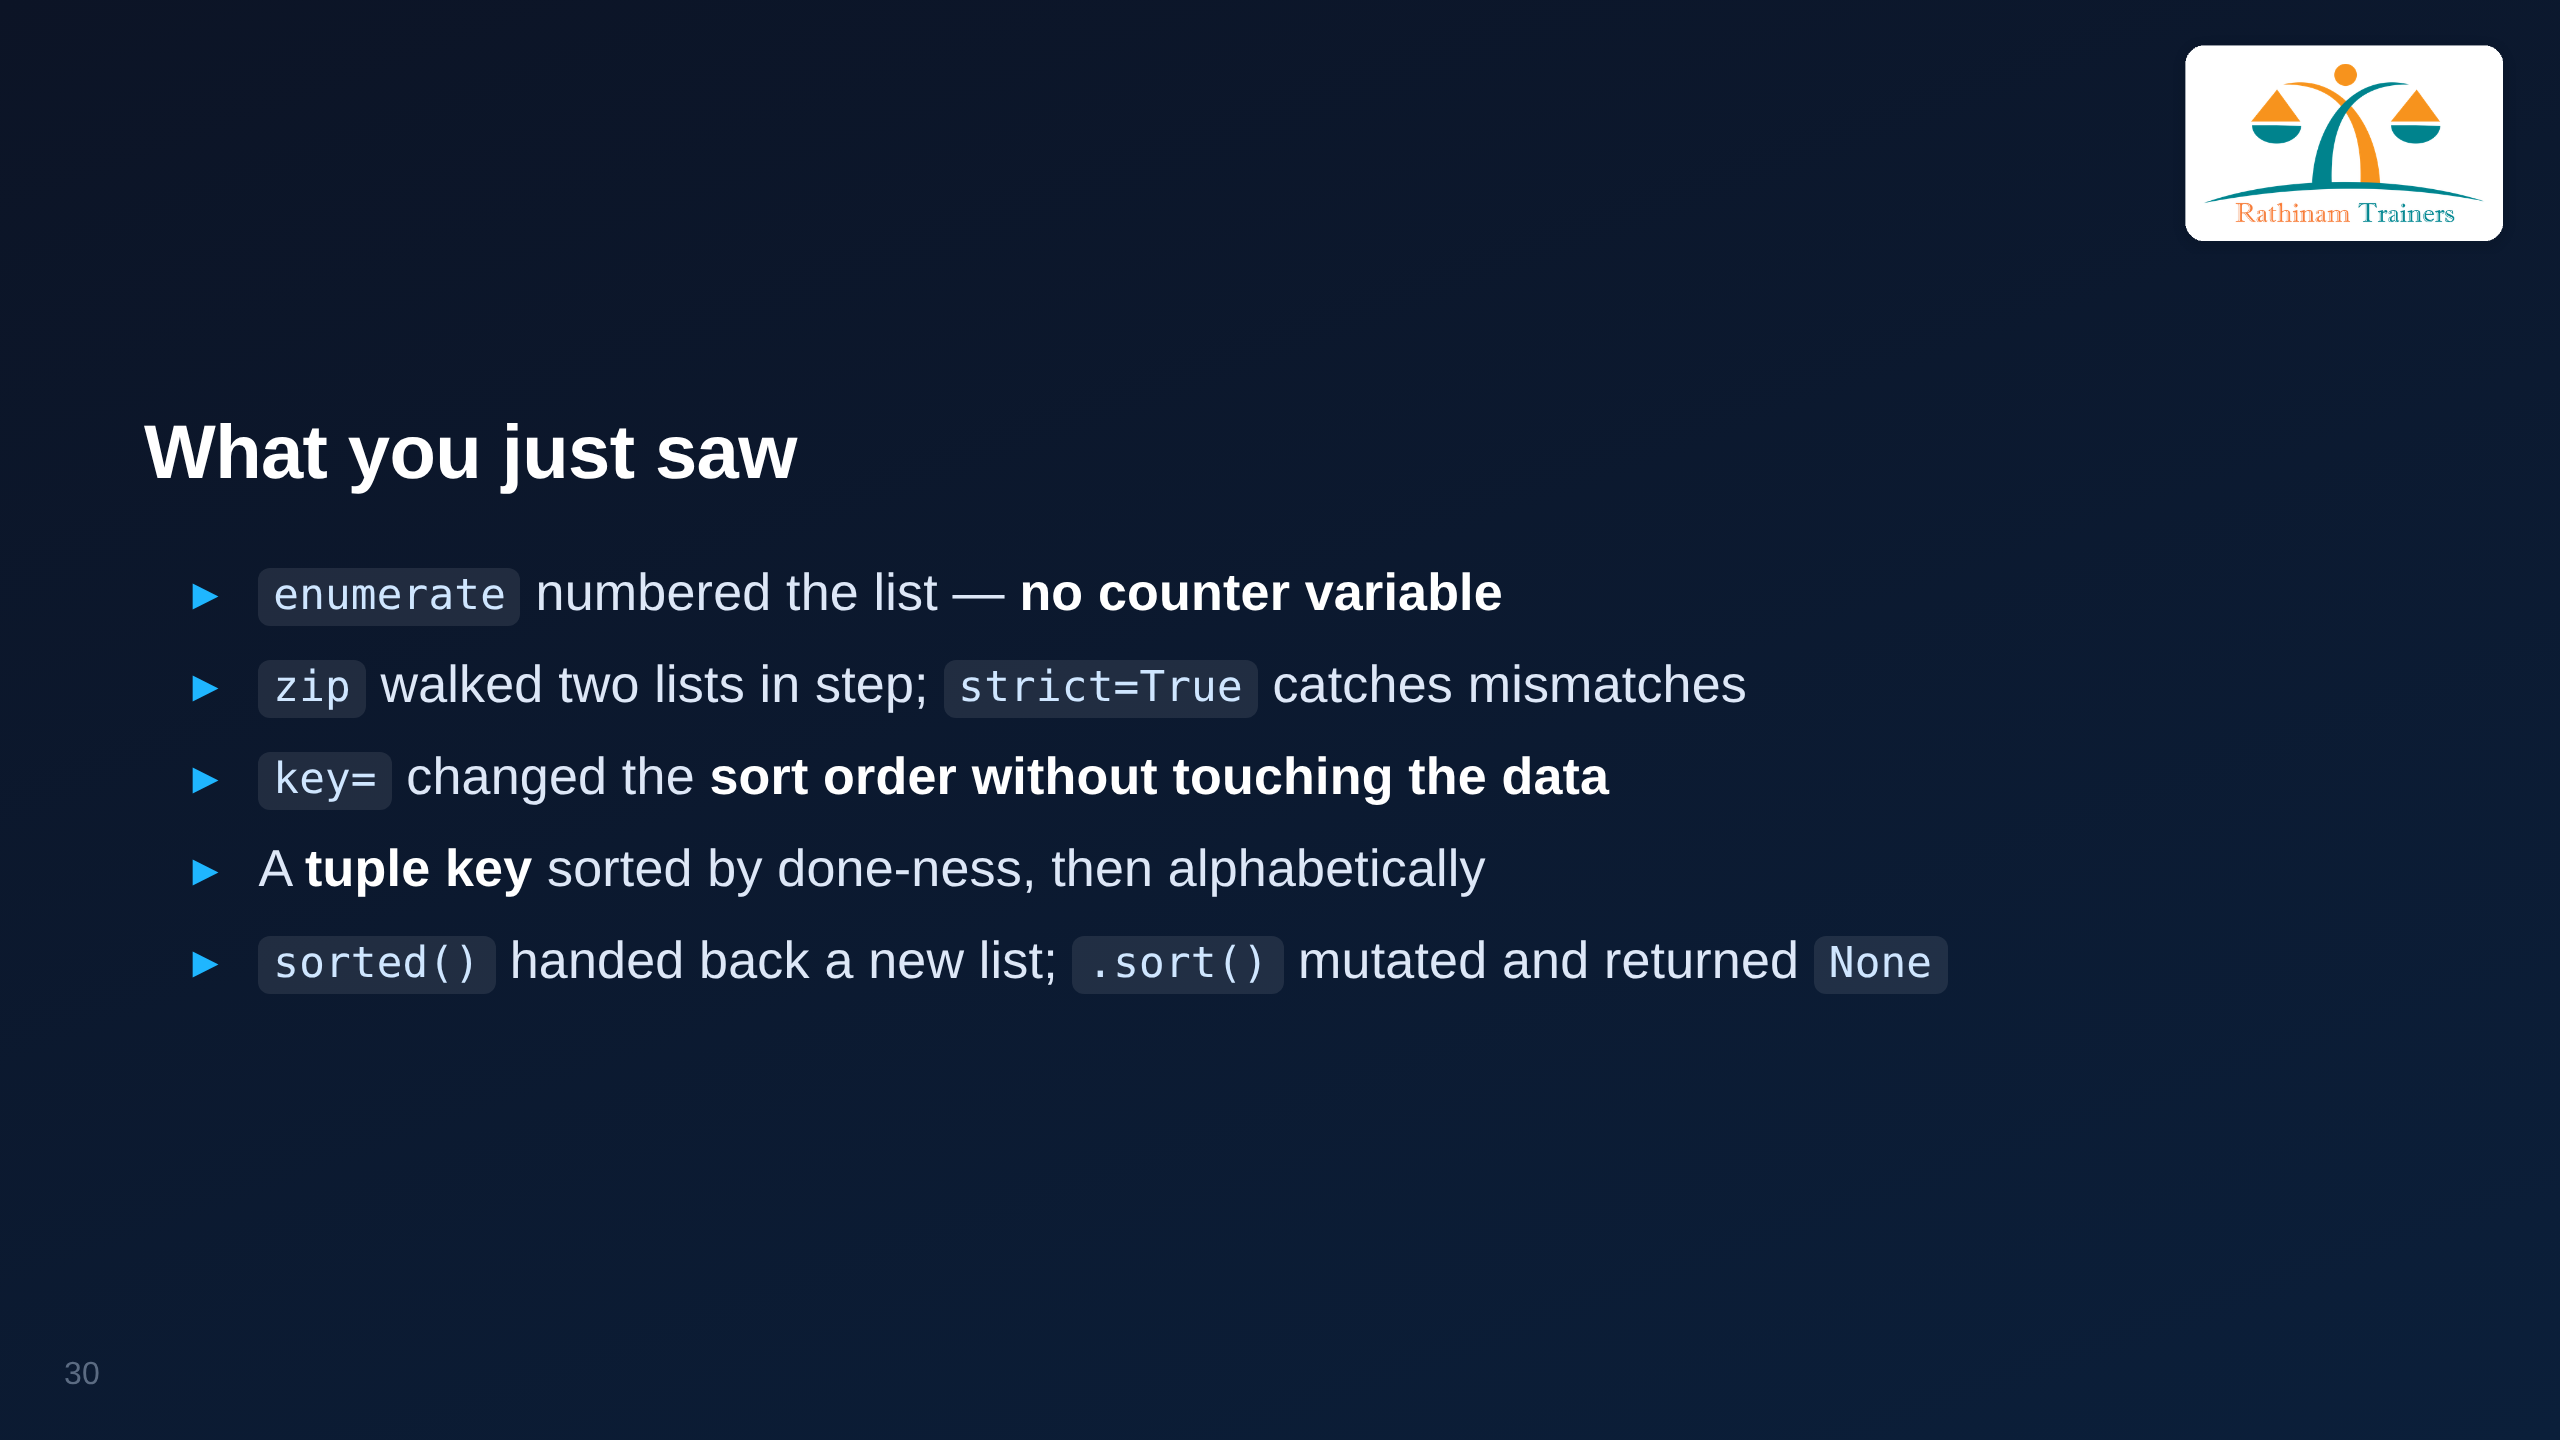 Rathinam Trainers
What you just saw
► enumerate numbered the list — no counter variable
► zip walked two lists in step; strict=True catches mismatches
► key= changed the sort order without touching the data
► A tuple key sorted by done-ness, then alphabetically
► sorted() handed back a new list; .sort() mutated and returned None
30